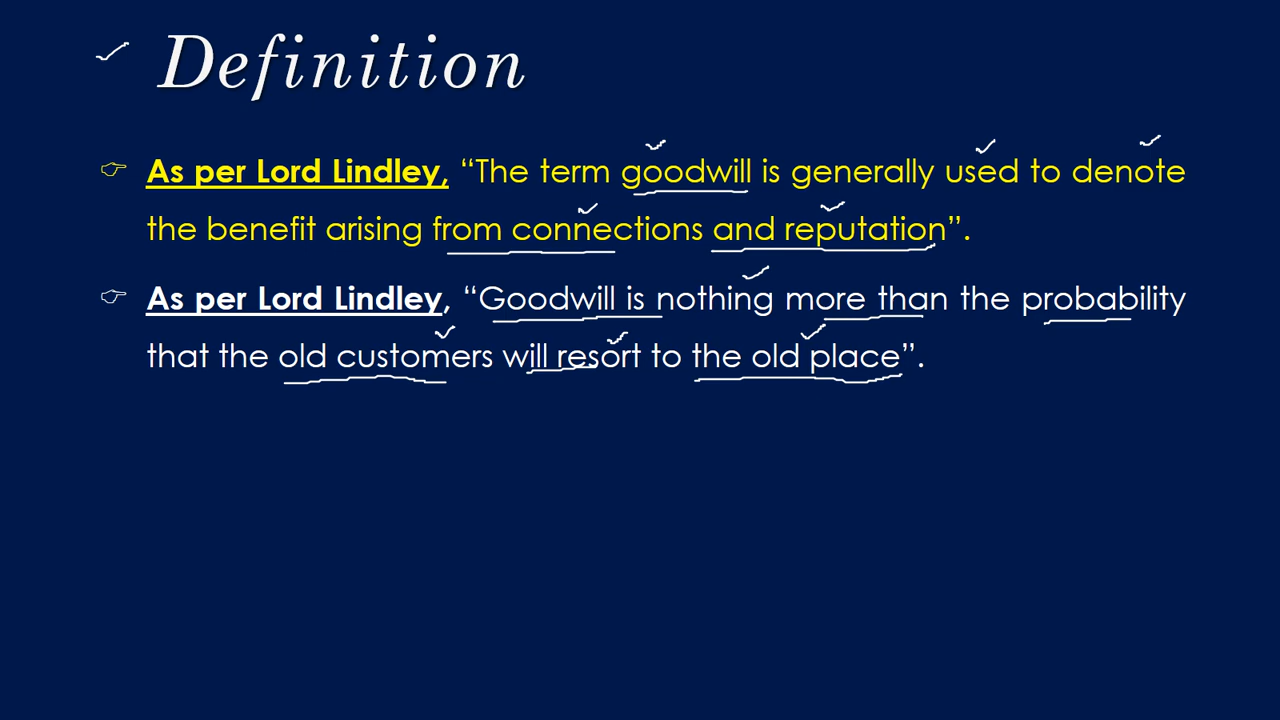 Definition
As per Lord Lindley, “The term goodwill is generally used to denote
the benefit arising from connections and reputation”.
As per Lord Lindley, “Goodwill is nothing more than the probability
that the old customers will resort to the old place”.